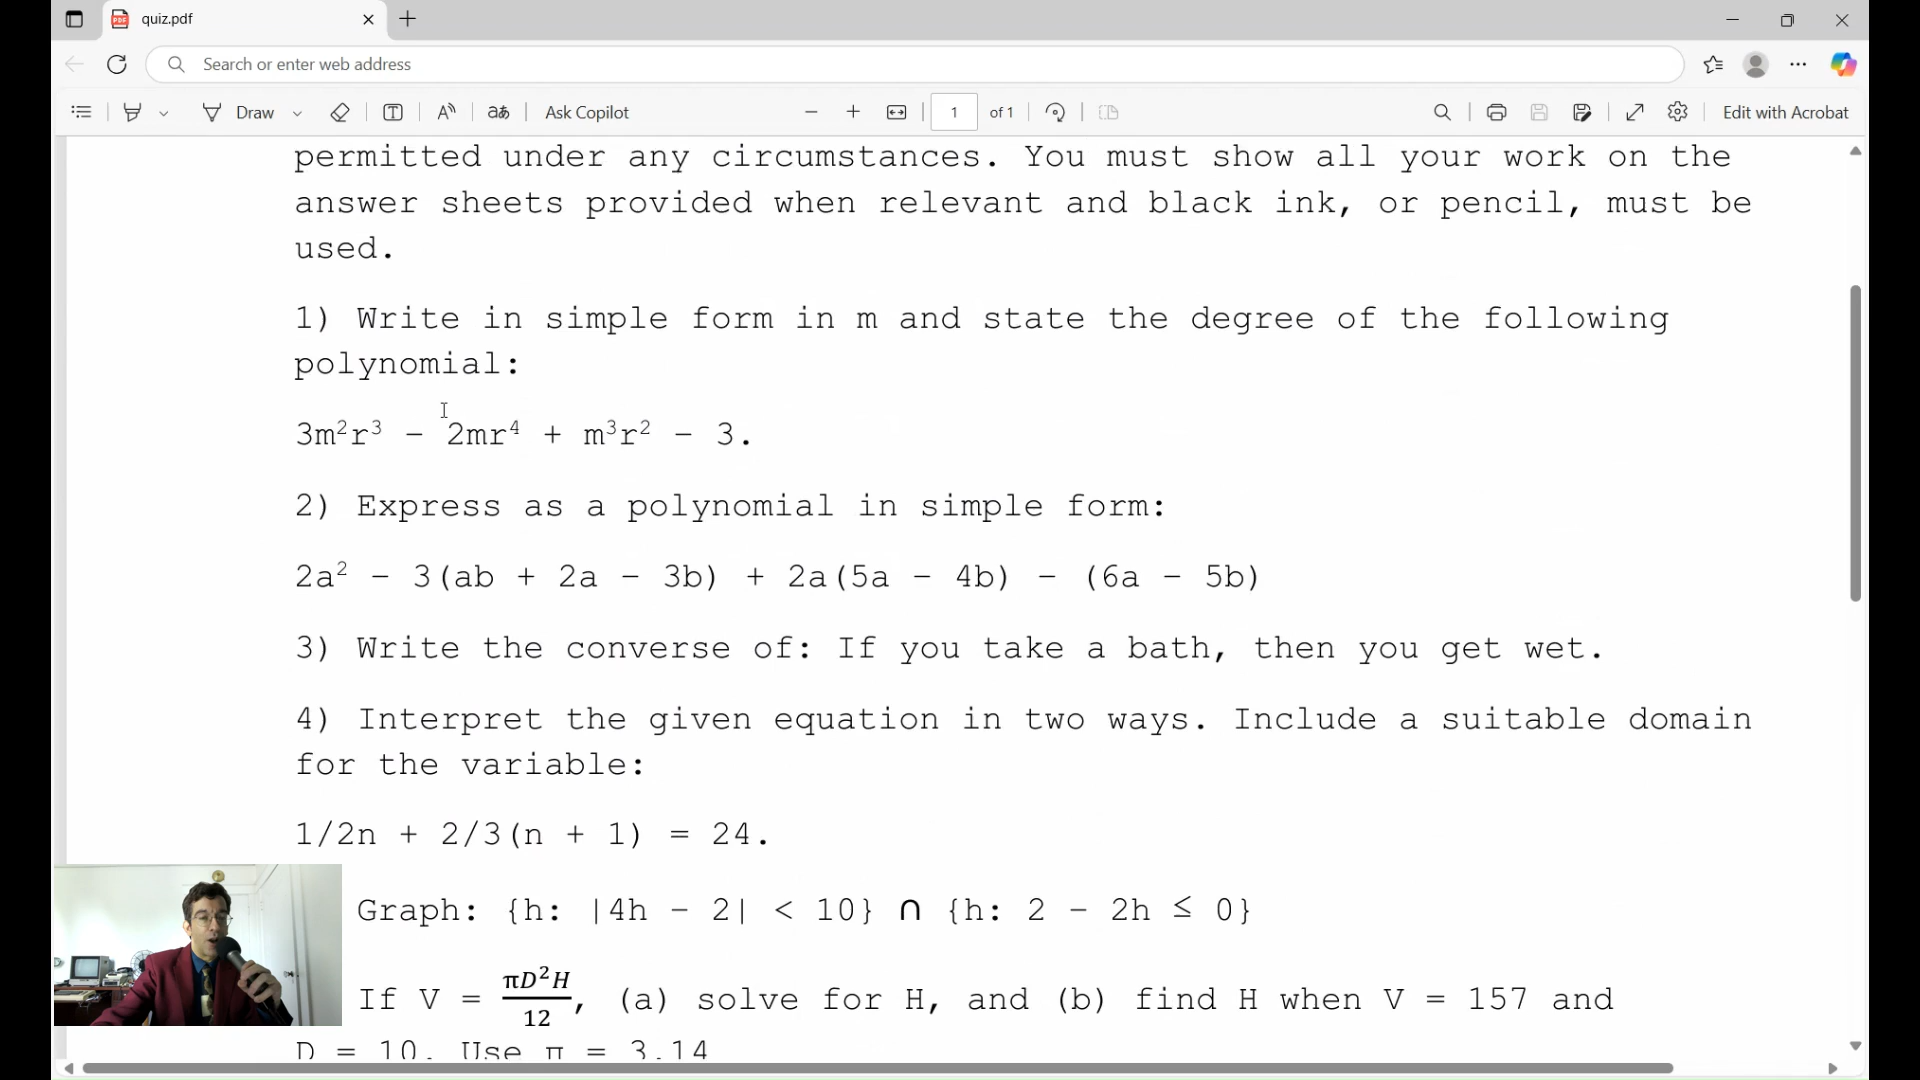 quiz.pdf
Search or enter web address
Draw
aあ
Ask Copilot
1 of 1
Edit with Acrobat
permitted under any circumstances. You must show all your work on the
answer sheets provided when relevant and black ink, or pencil, must be
used.
1) Write in simple form in m and state the degree of the following
polynomial:
3m²r³ − 2mr⁴ + m³r² − 3.
2) Express as a polynomial in simple form:
2a² − 3(ab + 2a − 3b) + 2a(5a − 4b) − (6a − 5b)
3) Write the converse of: If you take a bath, then you get wet.
4) Interpret the given equation in two ways. Include a suitable domain
for the variable:
1/2n + 2/3(n + 1) = 24.
Graph: {h: |4h − 2| < 10} ∩ {h: 2 − 2h ≤ 0}
If V = πD²H/12, (a) solve for H, and (b) find H when V = 157 and
D = 10. Use π = 3.14